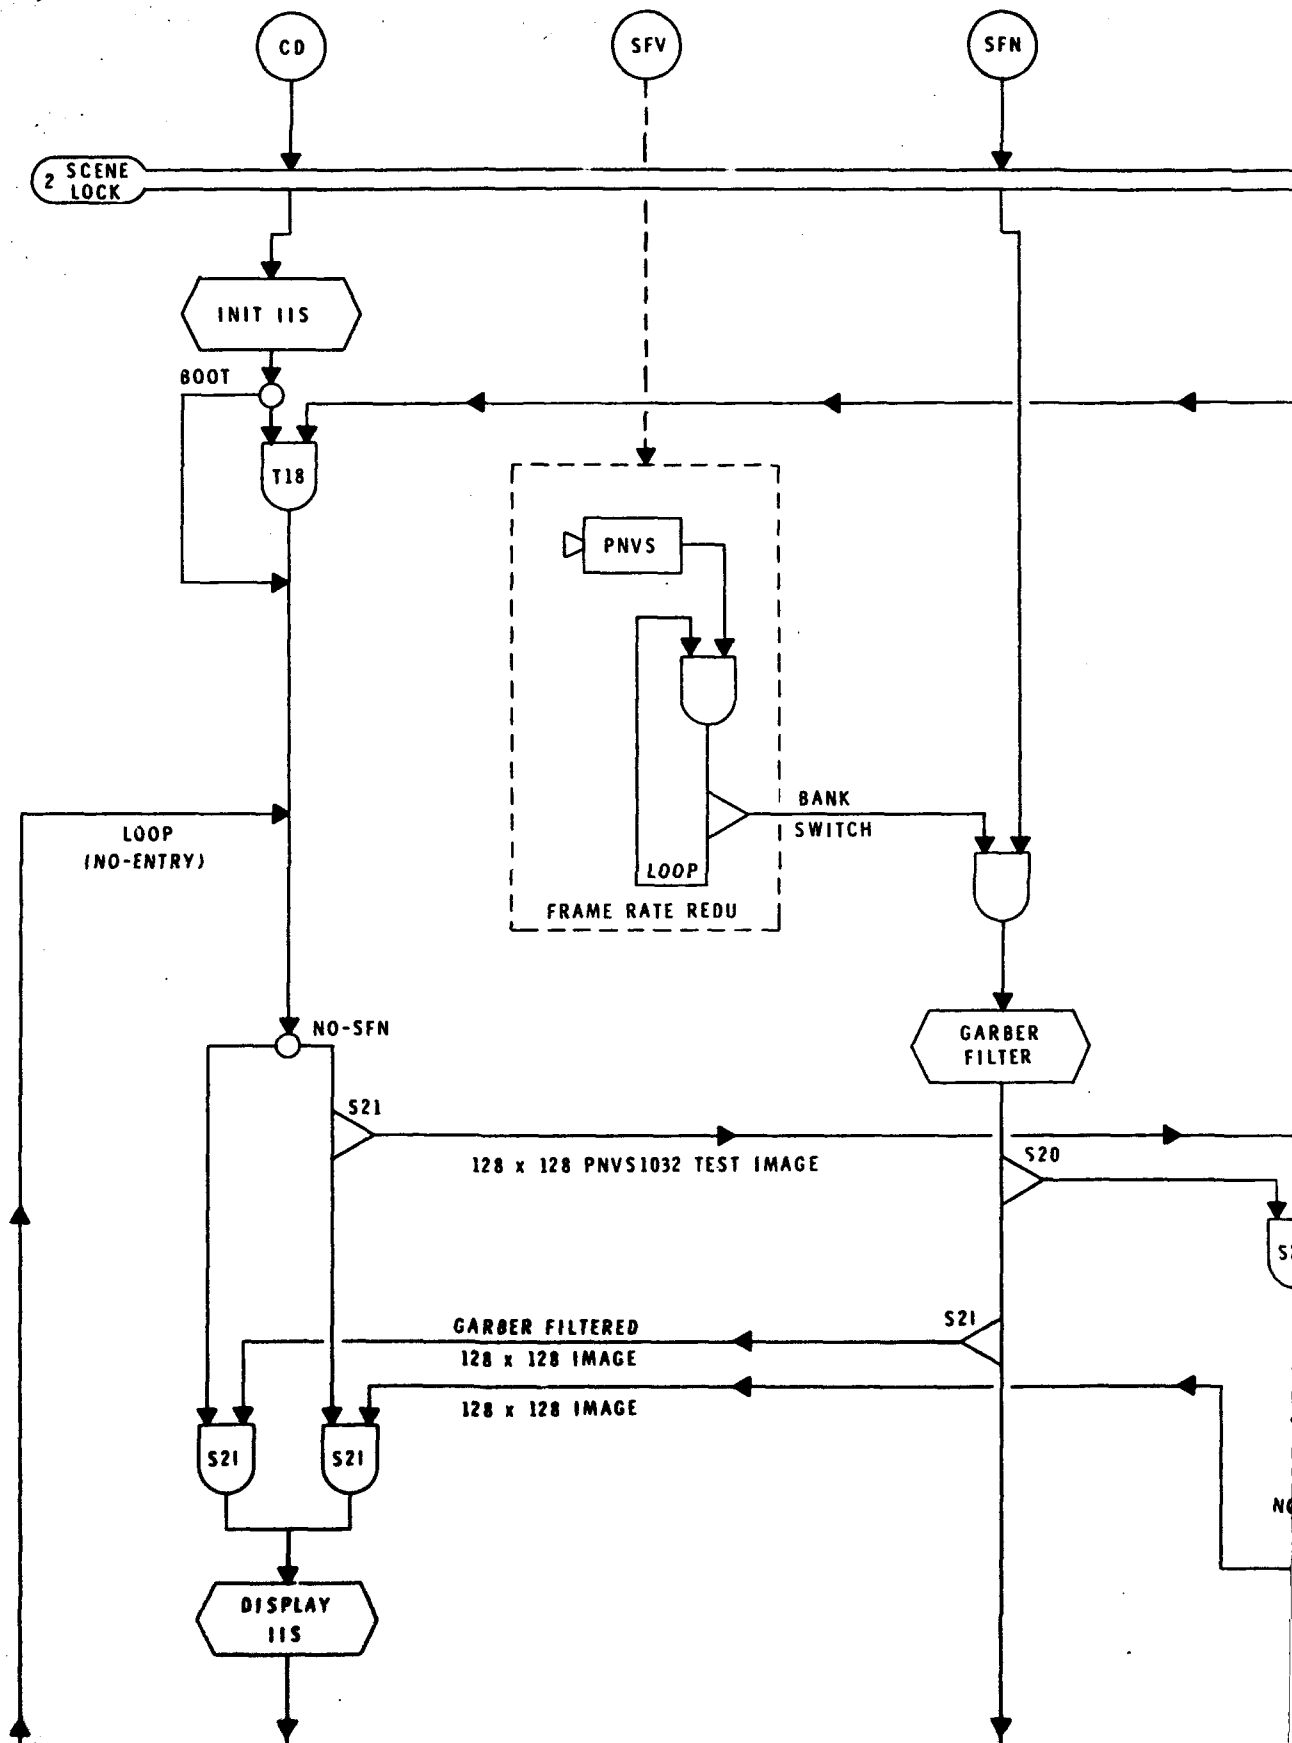 CD
SFV
SFN
2 SCENE
LOCK
INIT IIS
BOOT
T18
PNVS
BANK
SWITCH
LOOP
(NO-ENTRY)
LOOP
FRAME RATE REDU
NO-SFN
GARBER
FILTER
S21
128 x 128 PNVS1032 TEST IMAGE
S20
S21
GARBER FILTERED
128 x 128 IMAGE
128 x 128 IMAGE
S21
S21
DISPLAY
IIS